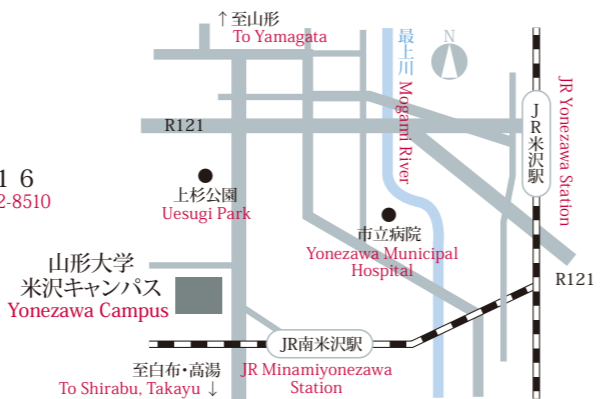 ↑至山形
To Yamagata
最上川
Mogami River
N
R121
JR米沢駅
JR Yonezawa Station
16
2-8510
上杉公園
Uesugi Park
市立病院
Yonezawa Municipal
Hospital
山形大学
米沢キャンパス
Yonezawa Campus
R121
JR南米沢駅
JR Minamiyonezawa
Station
至白布・高湯
To Shirabu, Takayu ↓